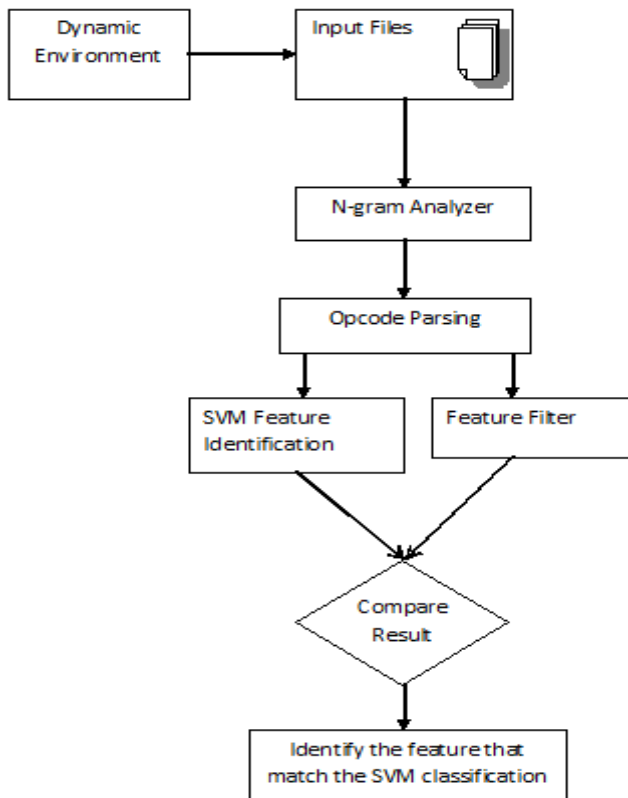 Dynamic
Environment
Input Files
N-gram Analyzer
Opcode Parsing
SVM Feature
Identification
Feature Filter
Compare
Result
Identify the feature that
match the SVM classification